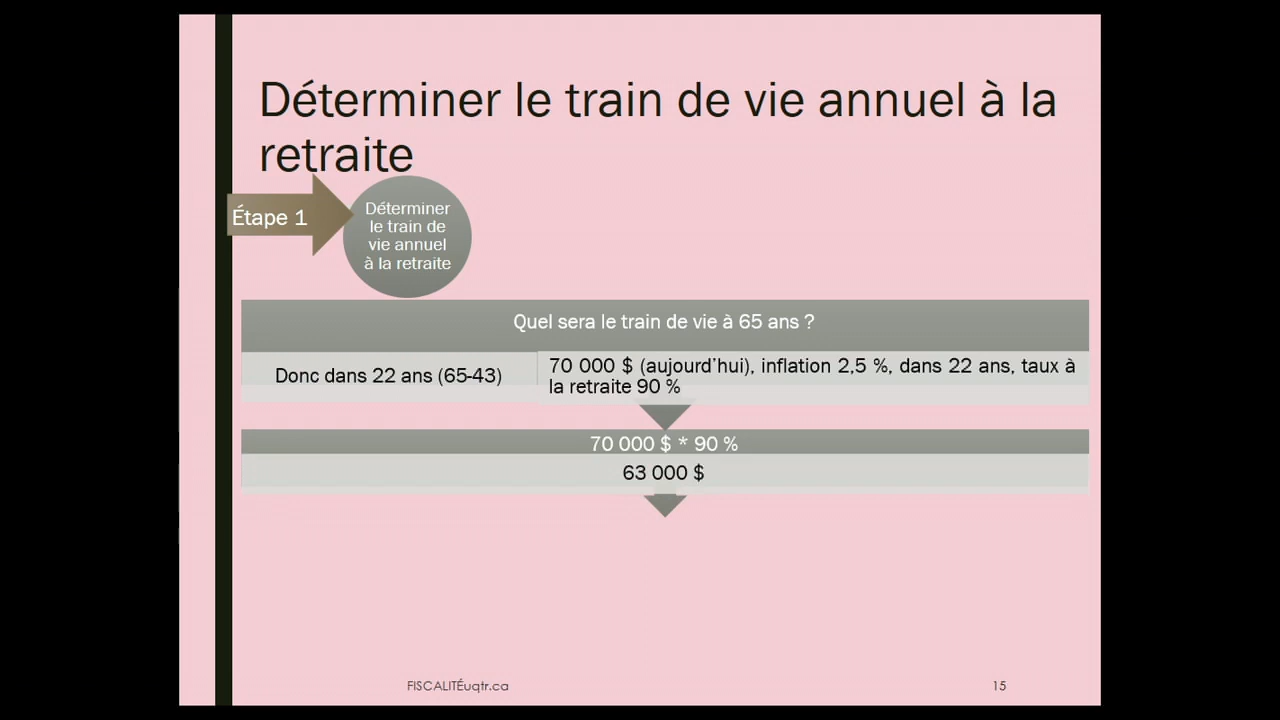 Déterminer le train de vie annuel à la
retraite
Étape 1
Déterminer
le train de
vie annuel
à la retraite
Quel sera le train de vie à 65 ans ?
Donc dans 22 ans (65-43)
70 000 $ (aujourd'hui), inflation 2,5 %, dans 22 ans, taux à
la retraite 90 %
70 000 $ * 90 %
63 000 $
FISCALITÉuqtr.ca
15